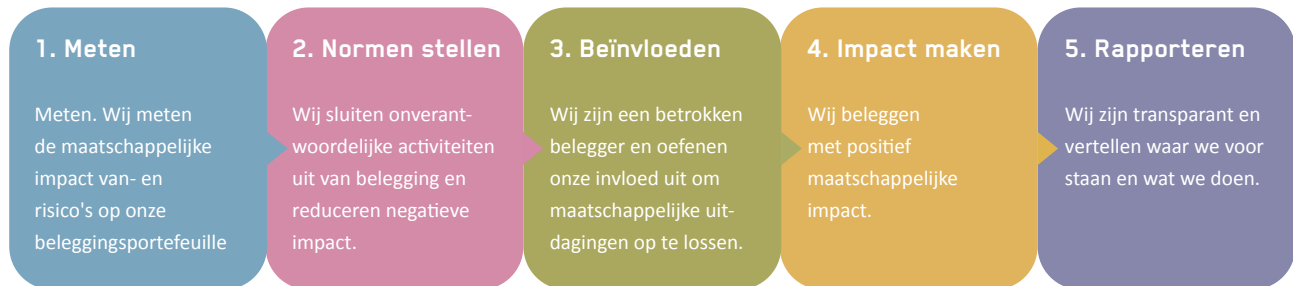 1. Meten
Meten. Wij meten
de maatschappelijke
impact van- en
risico's op onze
beleggingsportefeuille
2. Normen stellen
Wij sluiten onverant-
woordelijke activiteiten
uit van belegging en
reduceren negatieve
impact.
3. Beïnvloeden
Wij zijn een betrokken
belegger en oefenen
onze invloed uit om
maatschappelijke uit-
dagingen op te lossen.
4. Impact maken
Wij beleggen
met positief
maatschappelijke
impact.
5. Rapporteren
Wij zijn transparant en
vertellen waar we voor
staan en wat we doen.